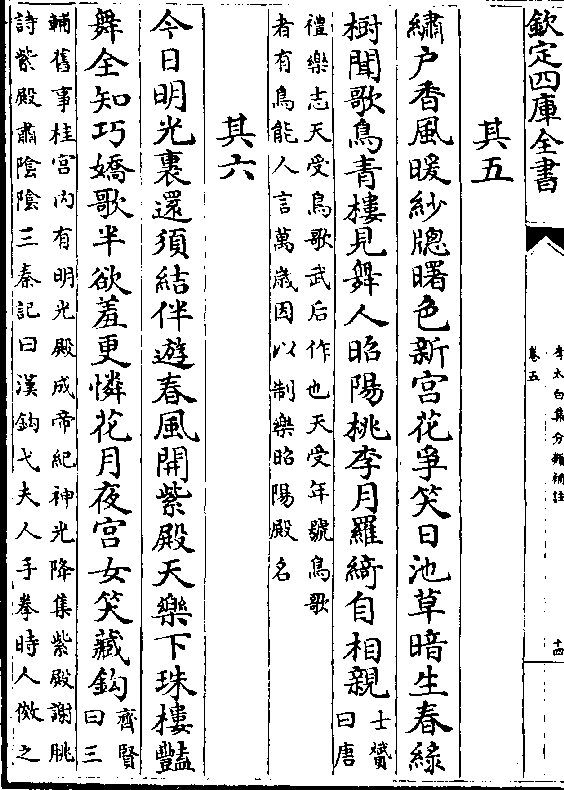 欽定四庫全書
李太白集分類補註
卷五
十四
其五
繡户香風暖紗牕曙色新宫花爭笑日池草暗生春緑
樹聞歌鳥青樓見舞人昭陽桃李月羅綺自相親士贇曰唐
禮樂志天受鳥歌武后作也天受年號鳥歌
者有鳥能人言萬歳因以制樂昭陽殿名
其六
今日明光裏還須結伴遊春風開紫殿天樂下珠樓豔
舞全知巧嬌歌半欲羞更憐花月夜宫女笑藏鈎齊賢曰三
輔舊事桂宫内有明光殿成帝紀神光降集紫殿謝朓
詩紫殿肅陰陰三秦記曰漢鈎弋夫人手拳時人傚之